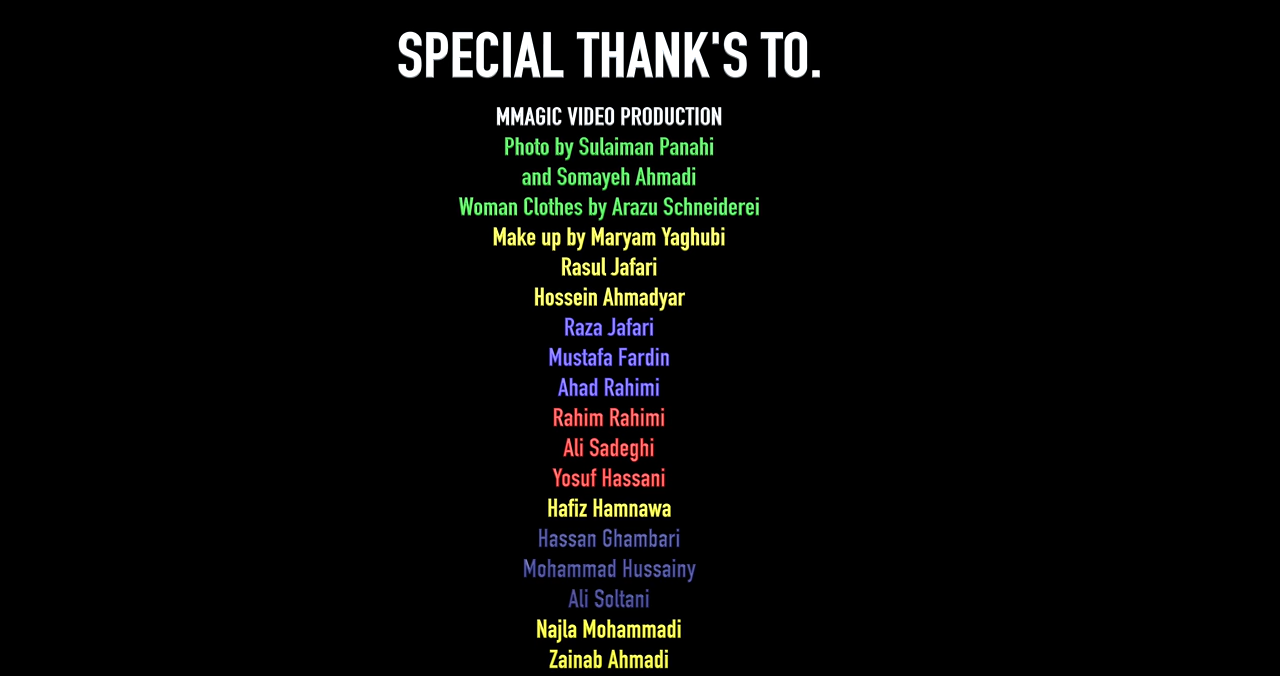 SPECIAL THANK'S TO.
MMAGIC VIDEO PRODUCTION
Photo by Sulaiman Panahi
and Somayeh Ahmadi
Woman Clothes by Arazu Schneiderei
Make up by Maryam Yaghubi
Rasul Jafari
Hossein Ahmadyar
Raza Jafari
Mustafa Fardin
Ahad Rahimi
Rahim Rahimi
Ali Sadeghi
Yosuf Hassani
Hafiz Hamnawa
Hassan Ghambari
Mohammad Hussainy
Ali Soltani
Najla Mohammadi
Zainab Ahmadi